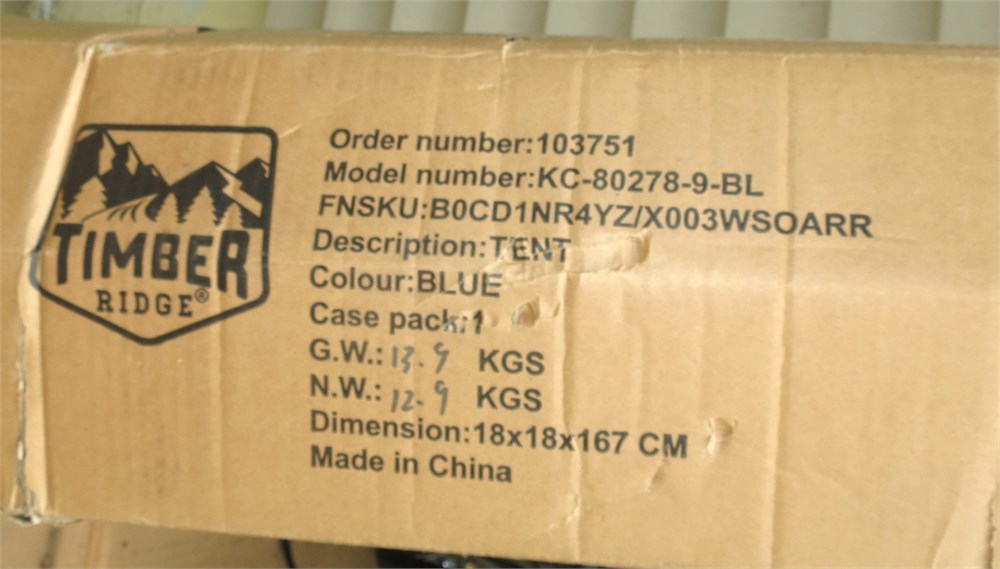 TIMBER
RIDGE®
Order number:103751
Model number:KC-80278-9-BL
FNSKU:B0CD1NR4YZ/X003WSOARR
Description:TENT
Colour:BLUE
Case pack:1
G.W.:13.9 KGS
N.W.:12.9 KGS
Dimension:18x18x167 CM
Made in China